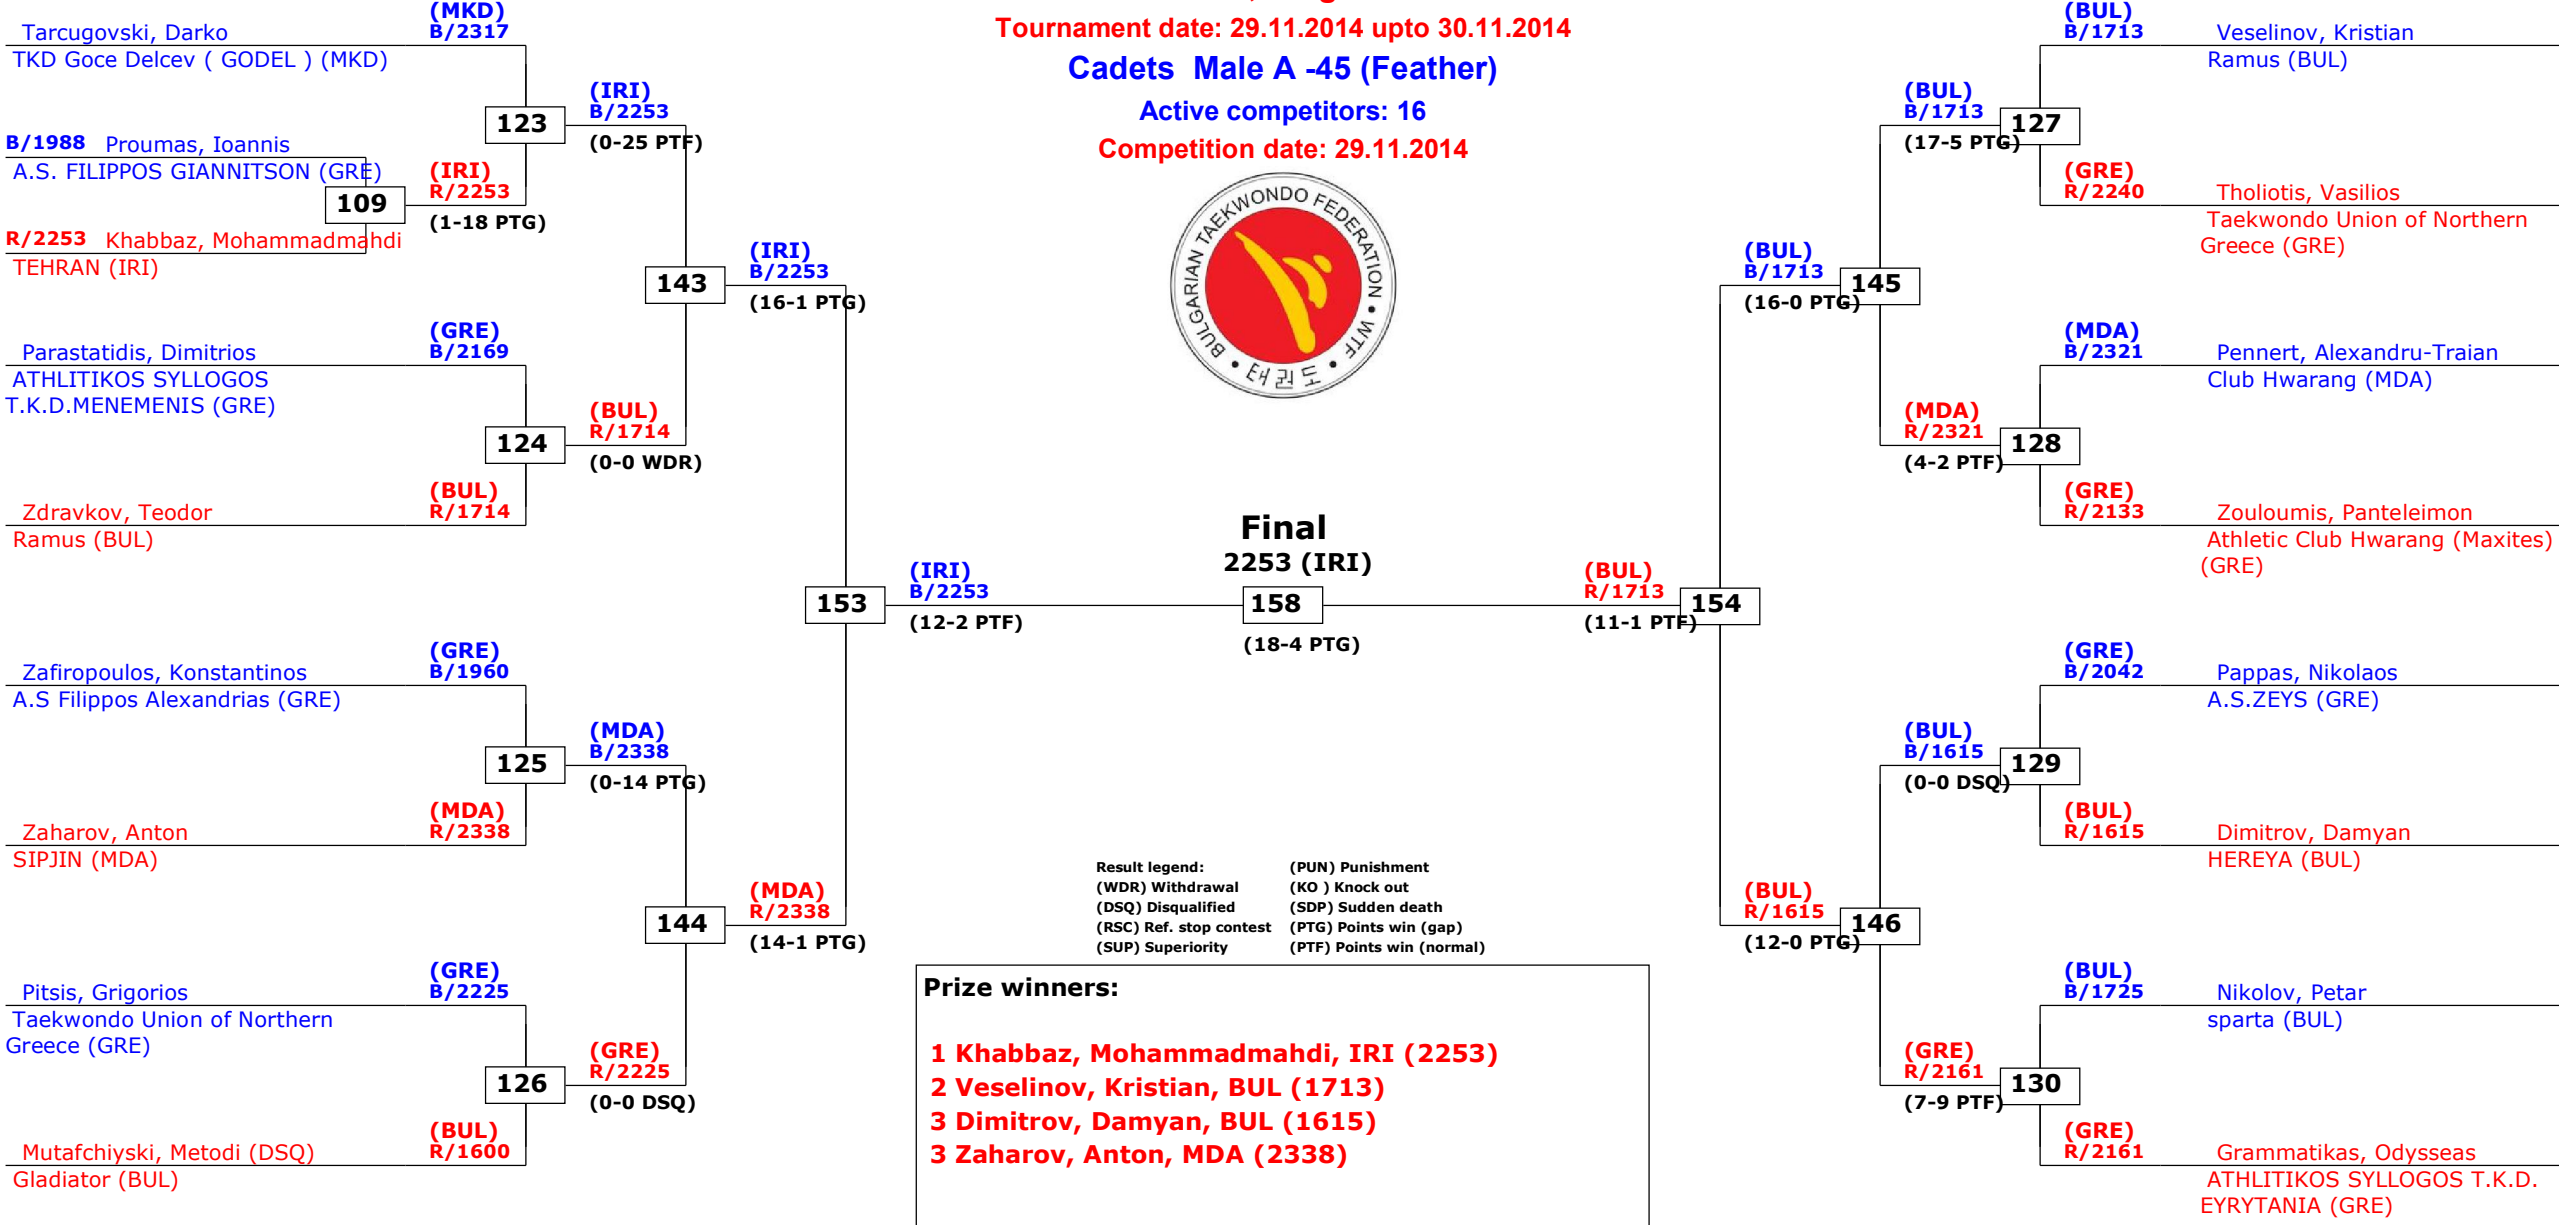 Tournament date: 29.11.2014 upto 30.11.2014
Cadets Male A -45 (Feather)
Active competitors: 16
Competition date: 29.11.2014
BULGARIAN TAEKWONDO FEDERATION • WTF •
태권도
(MKD)
Tarcugovski, Darko B/2317
TKD Goce Delcev ( GODEL ) (MKD)
123
(IRI)
B/2253
(0-25 PTF)
B/1988 Proumas, Ioannis
A.S. FILIPPOS GIANNITSON (GRE)
109
(IRI)
R/2253
(1-18 PTG)
R/2253 Khabbaz, Mohammadmahdi
TEHRAN (IRI)
143
(IRI)
B/2253
(16-1 PTG)
(GRE)
Parastatidis, Dimitrios B/2169
ATHLITIKOS SYLLOGOS
T.K.D.MENEMENIS (GRE)
124
(BUL)
R/1714
(0-0 WDR)
(BUL)
Zdravkov, Teodor R/1714
Ramus (BUL)
153
(IRI)
B/2253
(12-2 PTF)
(GRE)
Zafiropoulos, Konstantinos B/1960
A.S Filippos Alexandrias (GRE)
125
(MDA)
B/2338
(0-14 PTG)
(MDA)
Zaharov, Anton R/2338
SIPJIN (MDA)
144
(MDA)
R/2338
(14-1 PTG)
(GRE)
Pitsis, Grigorios B/2225
Taekwondo Union of Northern
Greece (GRE)
126
(GRE)
R/2225
(0-0 DSQ)
(BUL)
Mutafchiyski, Metodi (DSQ) R/1600
Gladiator (BUL)
Final
2253 (IRI)
158
(18-4 PTG)
(BUL)
R/1713
(11-1 PTF)
154
(BUL)
B/1713
(16-0 PTG)
145
(BUL)
B/1713
(17-5 PTG)
127
(BUL)
B/1713 Veselinov, Kristian
Ramus (BUL)
(GRE)
R/2240 Tholiotis, Vasilios
Taekwondo Union of Northern
Greece (GRE)
(MDA)
B/2321 Pennert, Alexandru-Traian
Club Hwarang (MDA)
(MDA)
R/2321
(4-2 PTF)
128
(GRE)
R/2133 Zouloumis, Panteleimon
Athletic Club Hwarang (Maxites)
(GRE)
(GRE)
B/2042 Pappas, Nikolaos
A.S.ZEYS (GRE)
(BUL)
B/1615
(0-0 DSQ)
129
(BUL)
R/1615 Dimitrov, Damyan
HEREYA (BUL)
(BUL)
R/1615
(12-0 PTG)
146
(BUL)
B/1725 Nikolov, Petar
sparta (BUL)
(GRE)
R/2161
(7-9 PTF)
130
(GRE)
R/2161 Grammatikas, Odysseas
ATHLITIKOS SYLLOGOS T.K.D.
EYRYTANIA (GRE)
Result legend: (PUN) Punishment
(WDR) Withdrawal (KO ) Knock out
(DSQ) Disqualified (SDP) Sudden death
(RSC) Ref. stop contest (PTG) Points win (gap)
(SUP) Superiority (PTF) Points win (normal)
Prize winners:
1 Khabbaz, Mohammadmahdi, IRI (2253)
2 Veselinov, Kristian, BUL (1713)
3 Dimitrov, Damyan, BUL (1615)
3 Zaharov, Anton, MDA (2338)